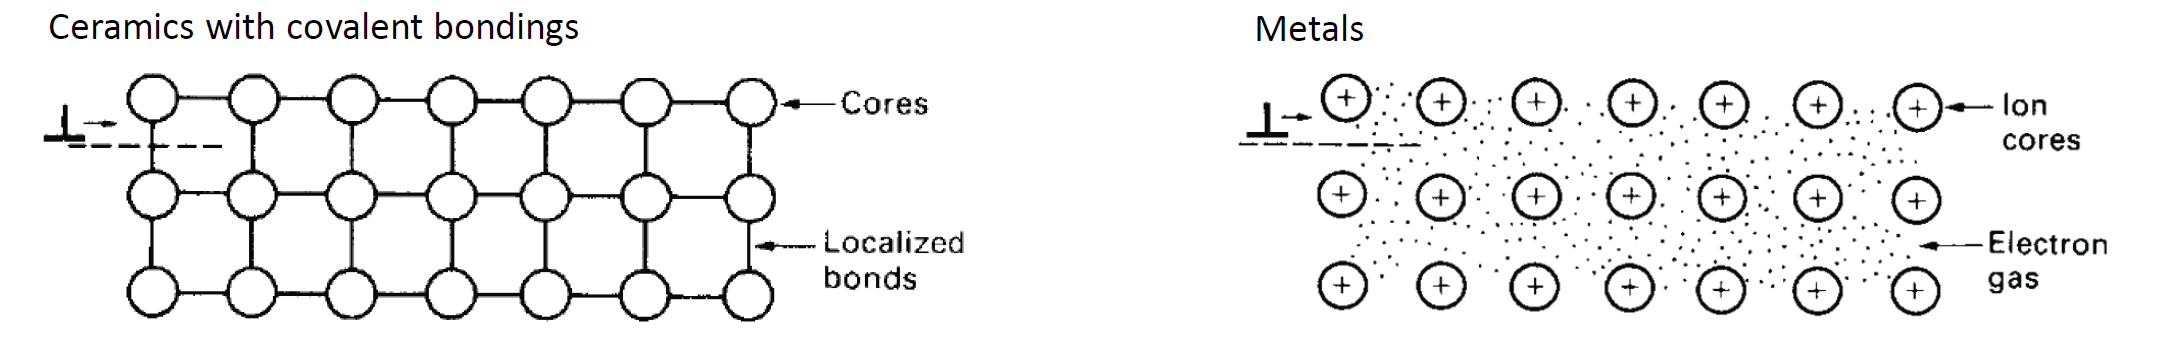 Ceramics with covalent bondings
Cores
Localized
bonds
Metals
+ + + + + + +
Ion
cores
+ + + + + + +
Electron
gas
+ + + + + + +